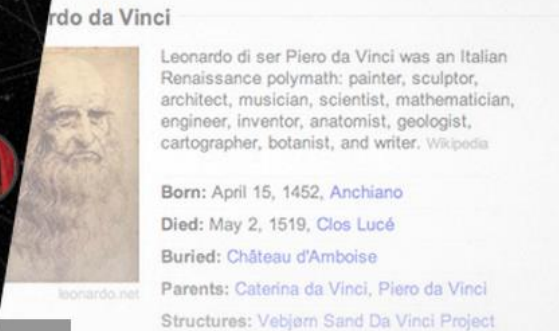 rdo da Vinci
Leonardo di ser Piero da Vinci was an Italian
Renaissance polymath: painter, sculptor,
architect, musician, scientist, mathematician,
engineer, inventor, anatomist, geologist,
cartographer, botanist, and writer. Wikipedia
Born: April 15, 1452, Anchiano
Died: May 2, 1519, Clos Lucé
Buried: Château d'Amboise
leonardo.net
Parents: Caterina da Vinci, Piero da Vinci
Structures: Vebjørn Sand Da Vinci Project